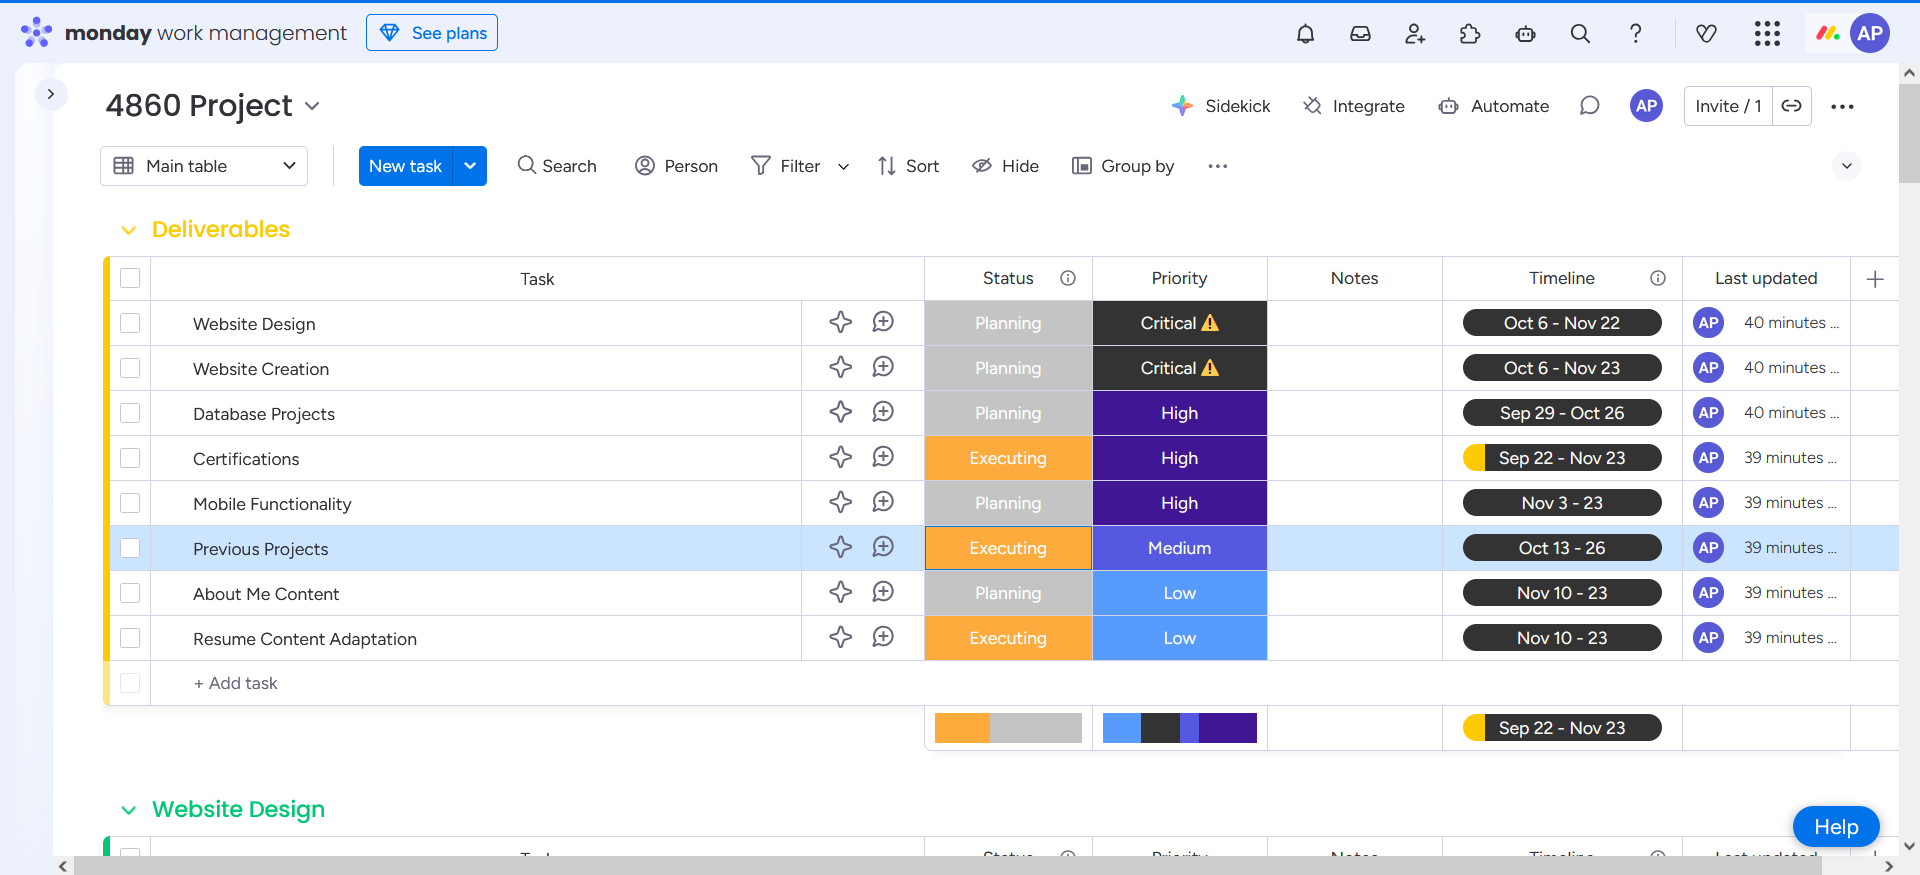 monday work management See plans AP
4860 Project Sidekick Integrate Automate AP Invite / 1
Main table New task Search Person Filter Sort Hide Group by
Deliverables
Task Status Priority Notes Timeline Last updated
Website Design Planning Critical Oct 6 - Nov 22 AP 40 minutes ...
Website Creation Planning Critical Oct 6 - Nov 23 AP 40 minutes ...
Database Projects Planning High Sep 29 - Oct 26 AP 40 minutes ...
Certifications Executing High Sep 22 - Nov 23 AP 39 minutes ...
Mobile Functionality Planning High Nov 3 - 23 AP 39 minutes ...
Previous Projects Executing Medium Oct 13 - 26 AP 39 minutes ...
About Me Content Planning Low Nov 10 - 23 AP 39 minutes ...
Resume Content Adaptation Executing Low Nov 10 - 23 AP 39 minutes ...
+ Add task
Sep 22 - Nov 23
Website Design
Help
Status Priority Notes Timeline Last updated